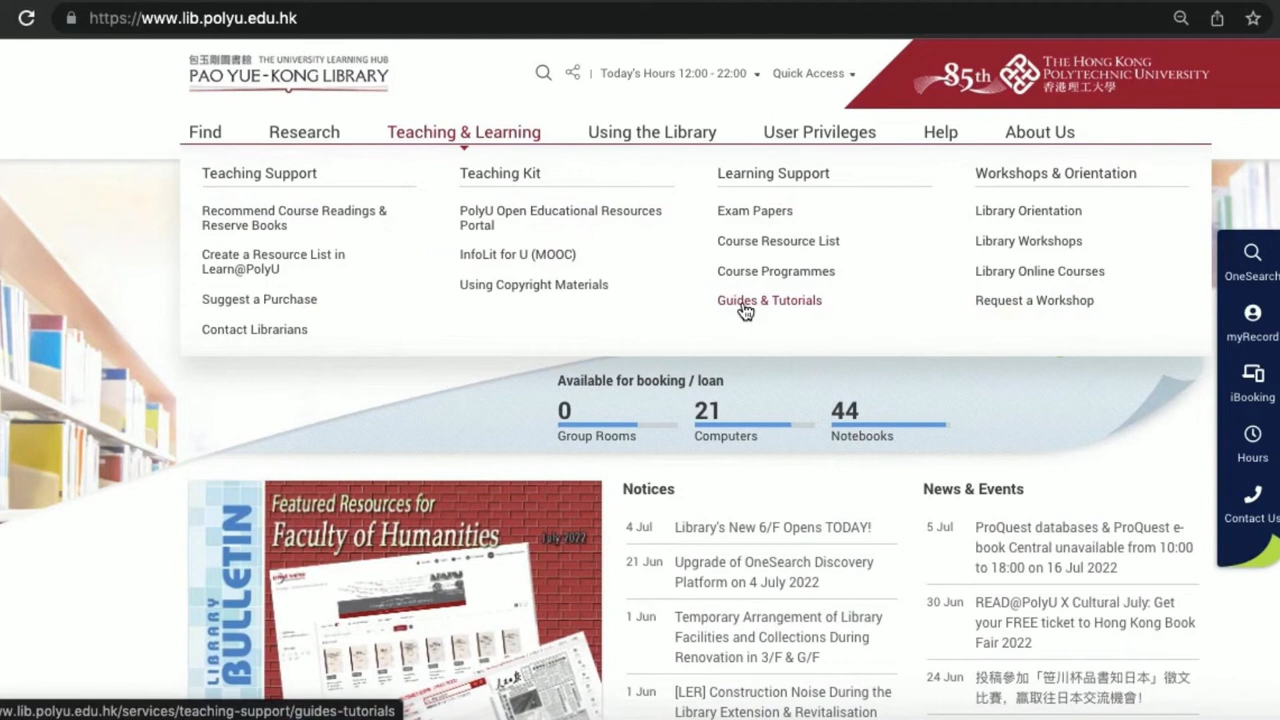 https://www.lib.polyu.edu.hk
包玉剛圖書館 THE UNIVERSITY LEARNING HUB
PAO YUE-KONG LIBRARY
Today's Hours 12:00 - 22:00
Quick Access
85th
THE HONG KONG
POLYTECHNIC UNIVERSITY
香港理工大學
Find
Research
Teaching & Learning
Using the Library
User Privileges
Help
About Us
Teaching Support
Recommend Course Readings &
Reserve Books
Create a Resource List in
Learn@PolyU
Suggest a Purchase
Contact Librarians
Teaching Kit
PolyU Open Educational Resources
Portal
InfoLit for U (MOOC)
Using Copyright Materials
Learning Support
Exam Papers
Course Resource List
Course Programmes
Guides & Tutorials
Workshops & Orientation
Library Orientation
Library Workshops
Library Online Courses
Request a Workshop
OneSearch
myRecord
iBooking
Hours
Contact Us
Available for booking / loan
0
Group Rooms
21
Computers
44
Notebooks
LIBRARY
BULLETIN
Featured Resources for
Faculty of Humanities
July 2022
Notices
4 Jul Library's New 6/F Opens TODAY!
21 Jun Upgrade of OneSearch Discovery
Platform on 4 July 2022
1 Jun Temporary Arrangement of Library
Facilities and Collections During
Renovation in 3/F & G/F
1 Jun [LER] Construction Noise During the
Library Extension & Revitalisation
News & Events
5 Jul ProQuest databases & ProQuest e-
book Central unavailable from 10:00
to 18:00 on 16 Jul 2022
30 Jun READ@PolyU X Cultural July: Get
your FREE ticket to Hong Kong Book
Fair 2022
24 Jun 投稿參加「笹川杯品書知日本」徵文
比賽，贏取往日本交流機會！
ww.lib.polyu.edu.hk/services/teaching-support/guides-tutorials